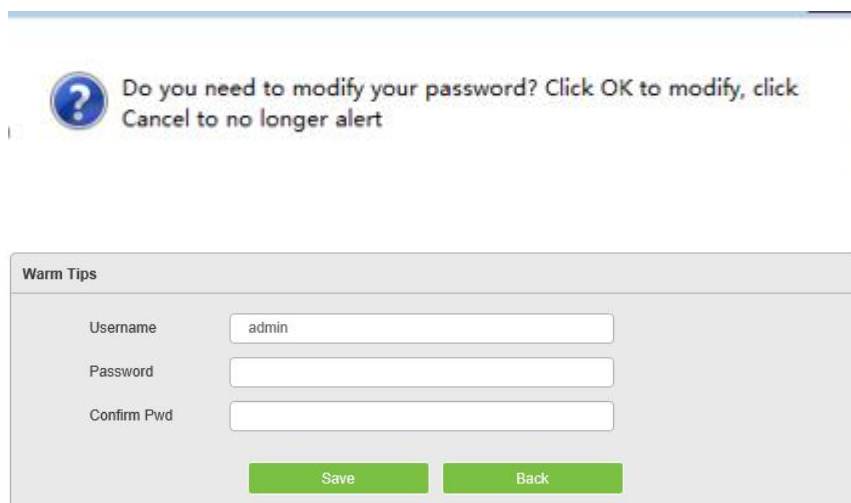 Do you need to modify your password? Click OK to modify, click
Cancel to no longer alert
Warm Tips
Username admin
Password
Confirm Pwd
Save Back